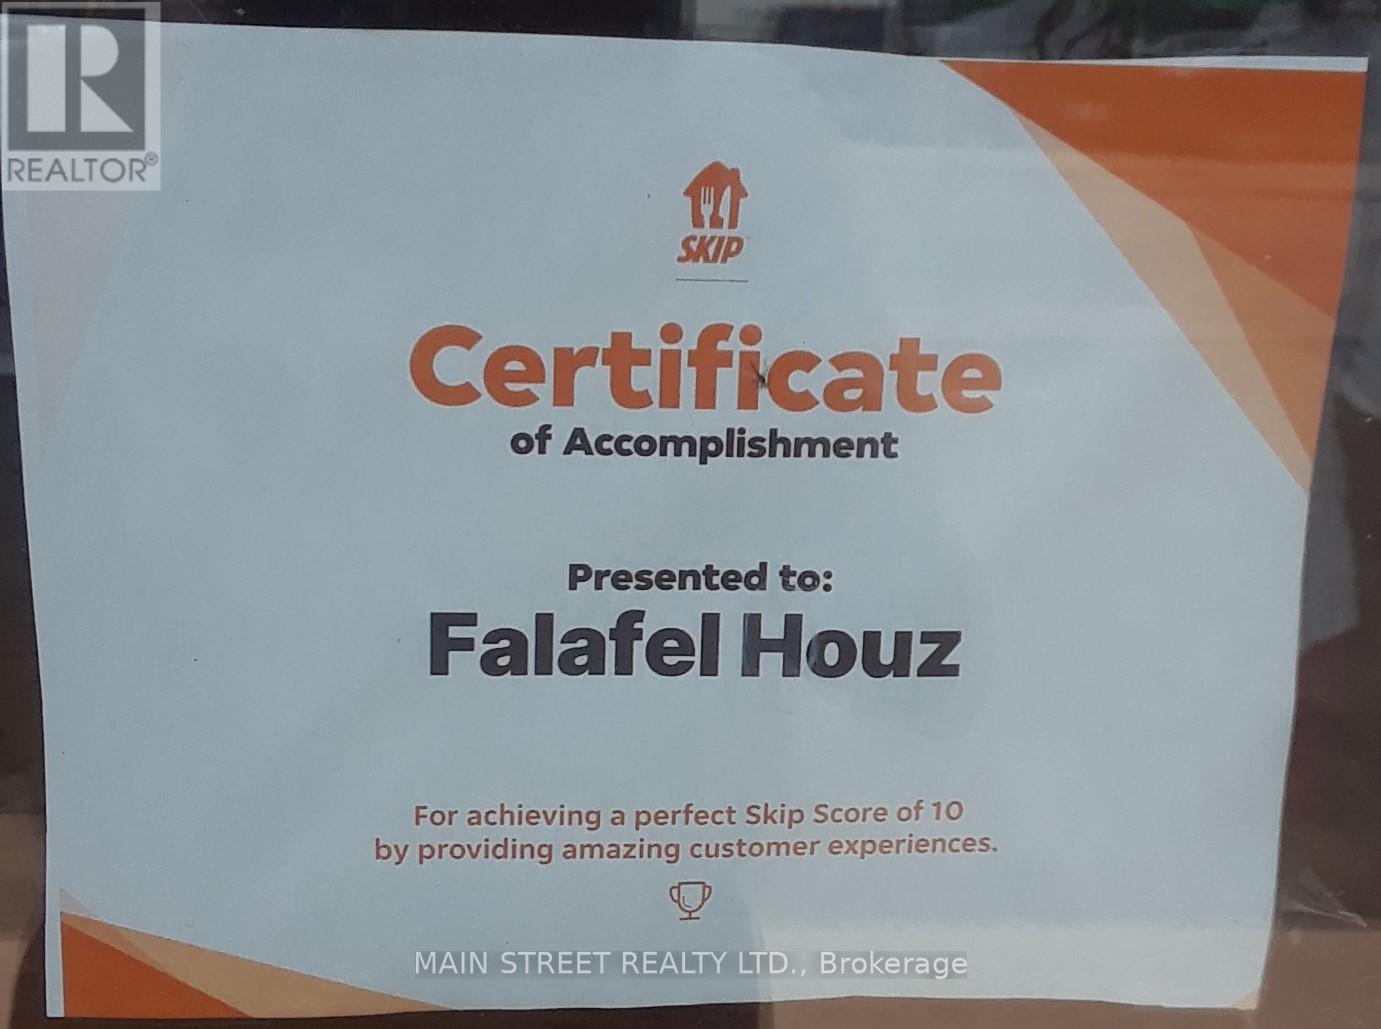 R
REALTOR®
SKIP
Certificate
of Accomplishment
Presented to:
Falafel Houz
For achieving a perfect Skip Score of 10
by providing amazing customer experiences.
MAIN STREET REALTY LTD., Brokerage